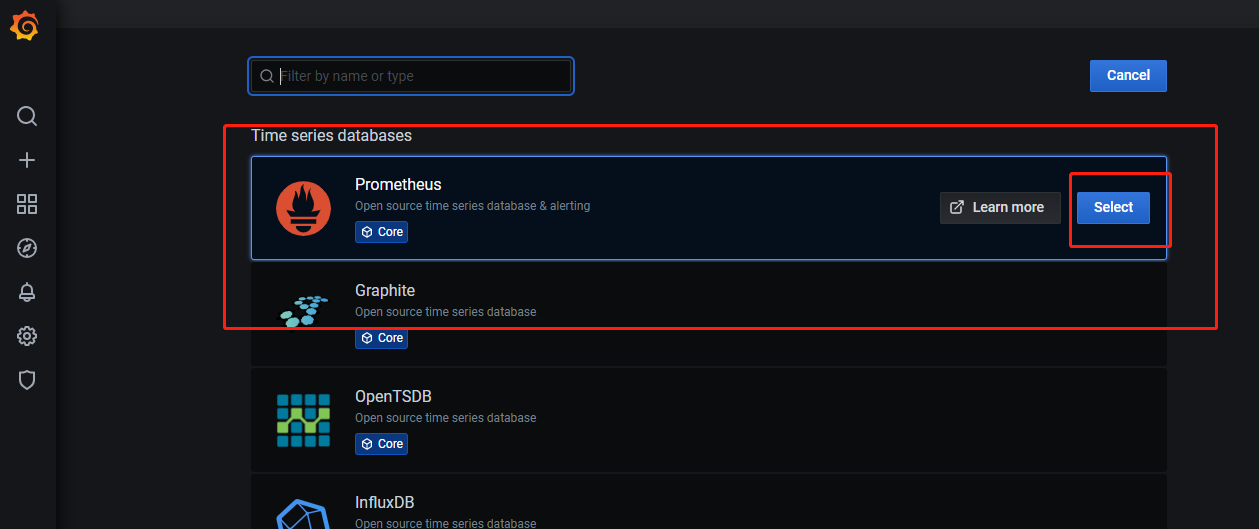 Filter by name or type
Cancel
Time series databases
Prometheus
Open source time series database & alerting
Core
Learn more
Select
Graphite
Open source time series database
Core
OpenTSDB
Open source time series database
Core
InfluxDB
Open source time series database